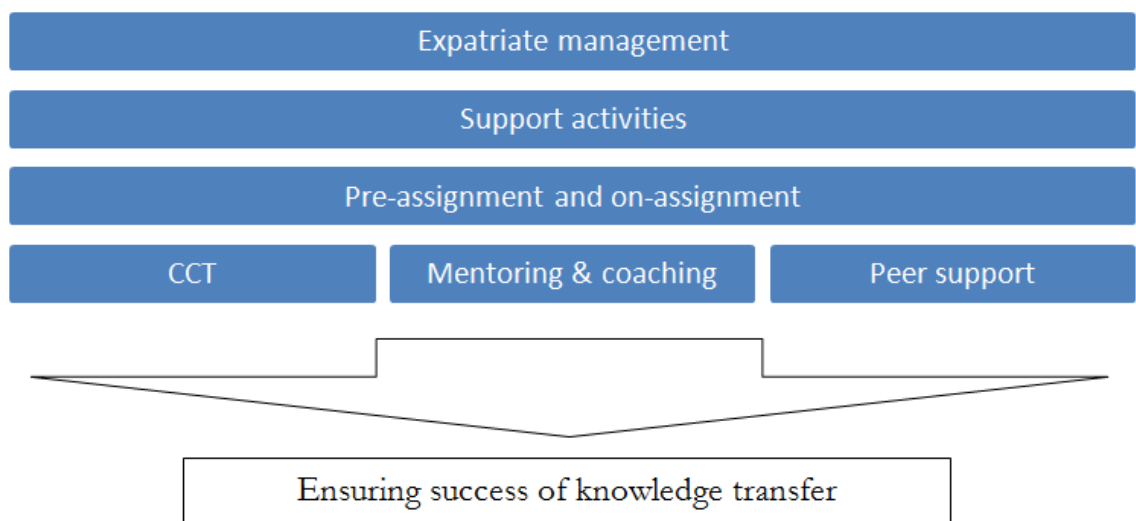 Expatriate management
Support activities
Pre-assignment and on-assignment
CCT
Mentoring & coaching
Peer support
Ensuring success of knowledge transfer